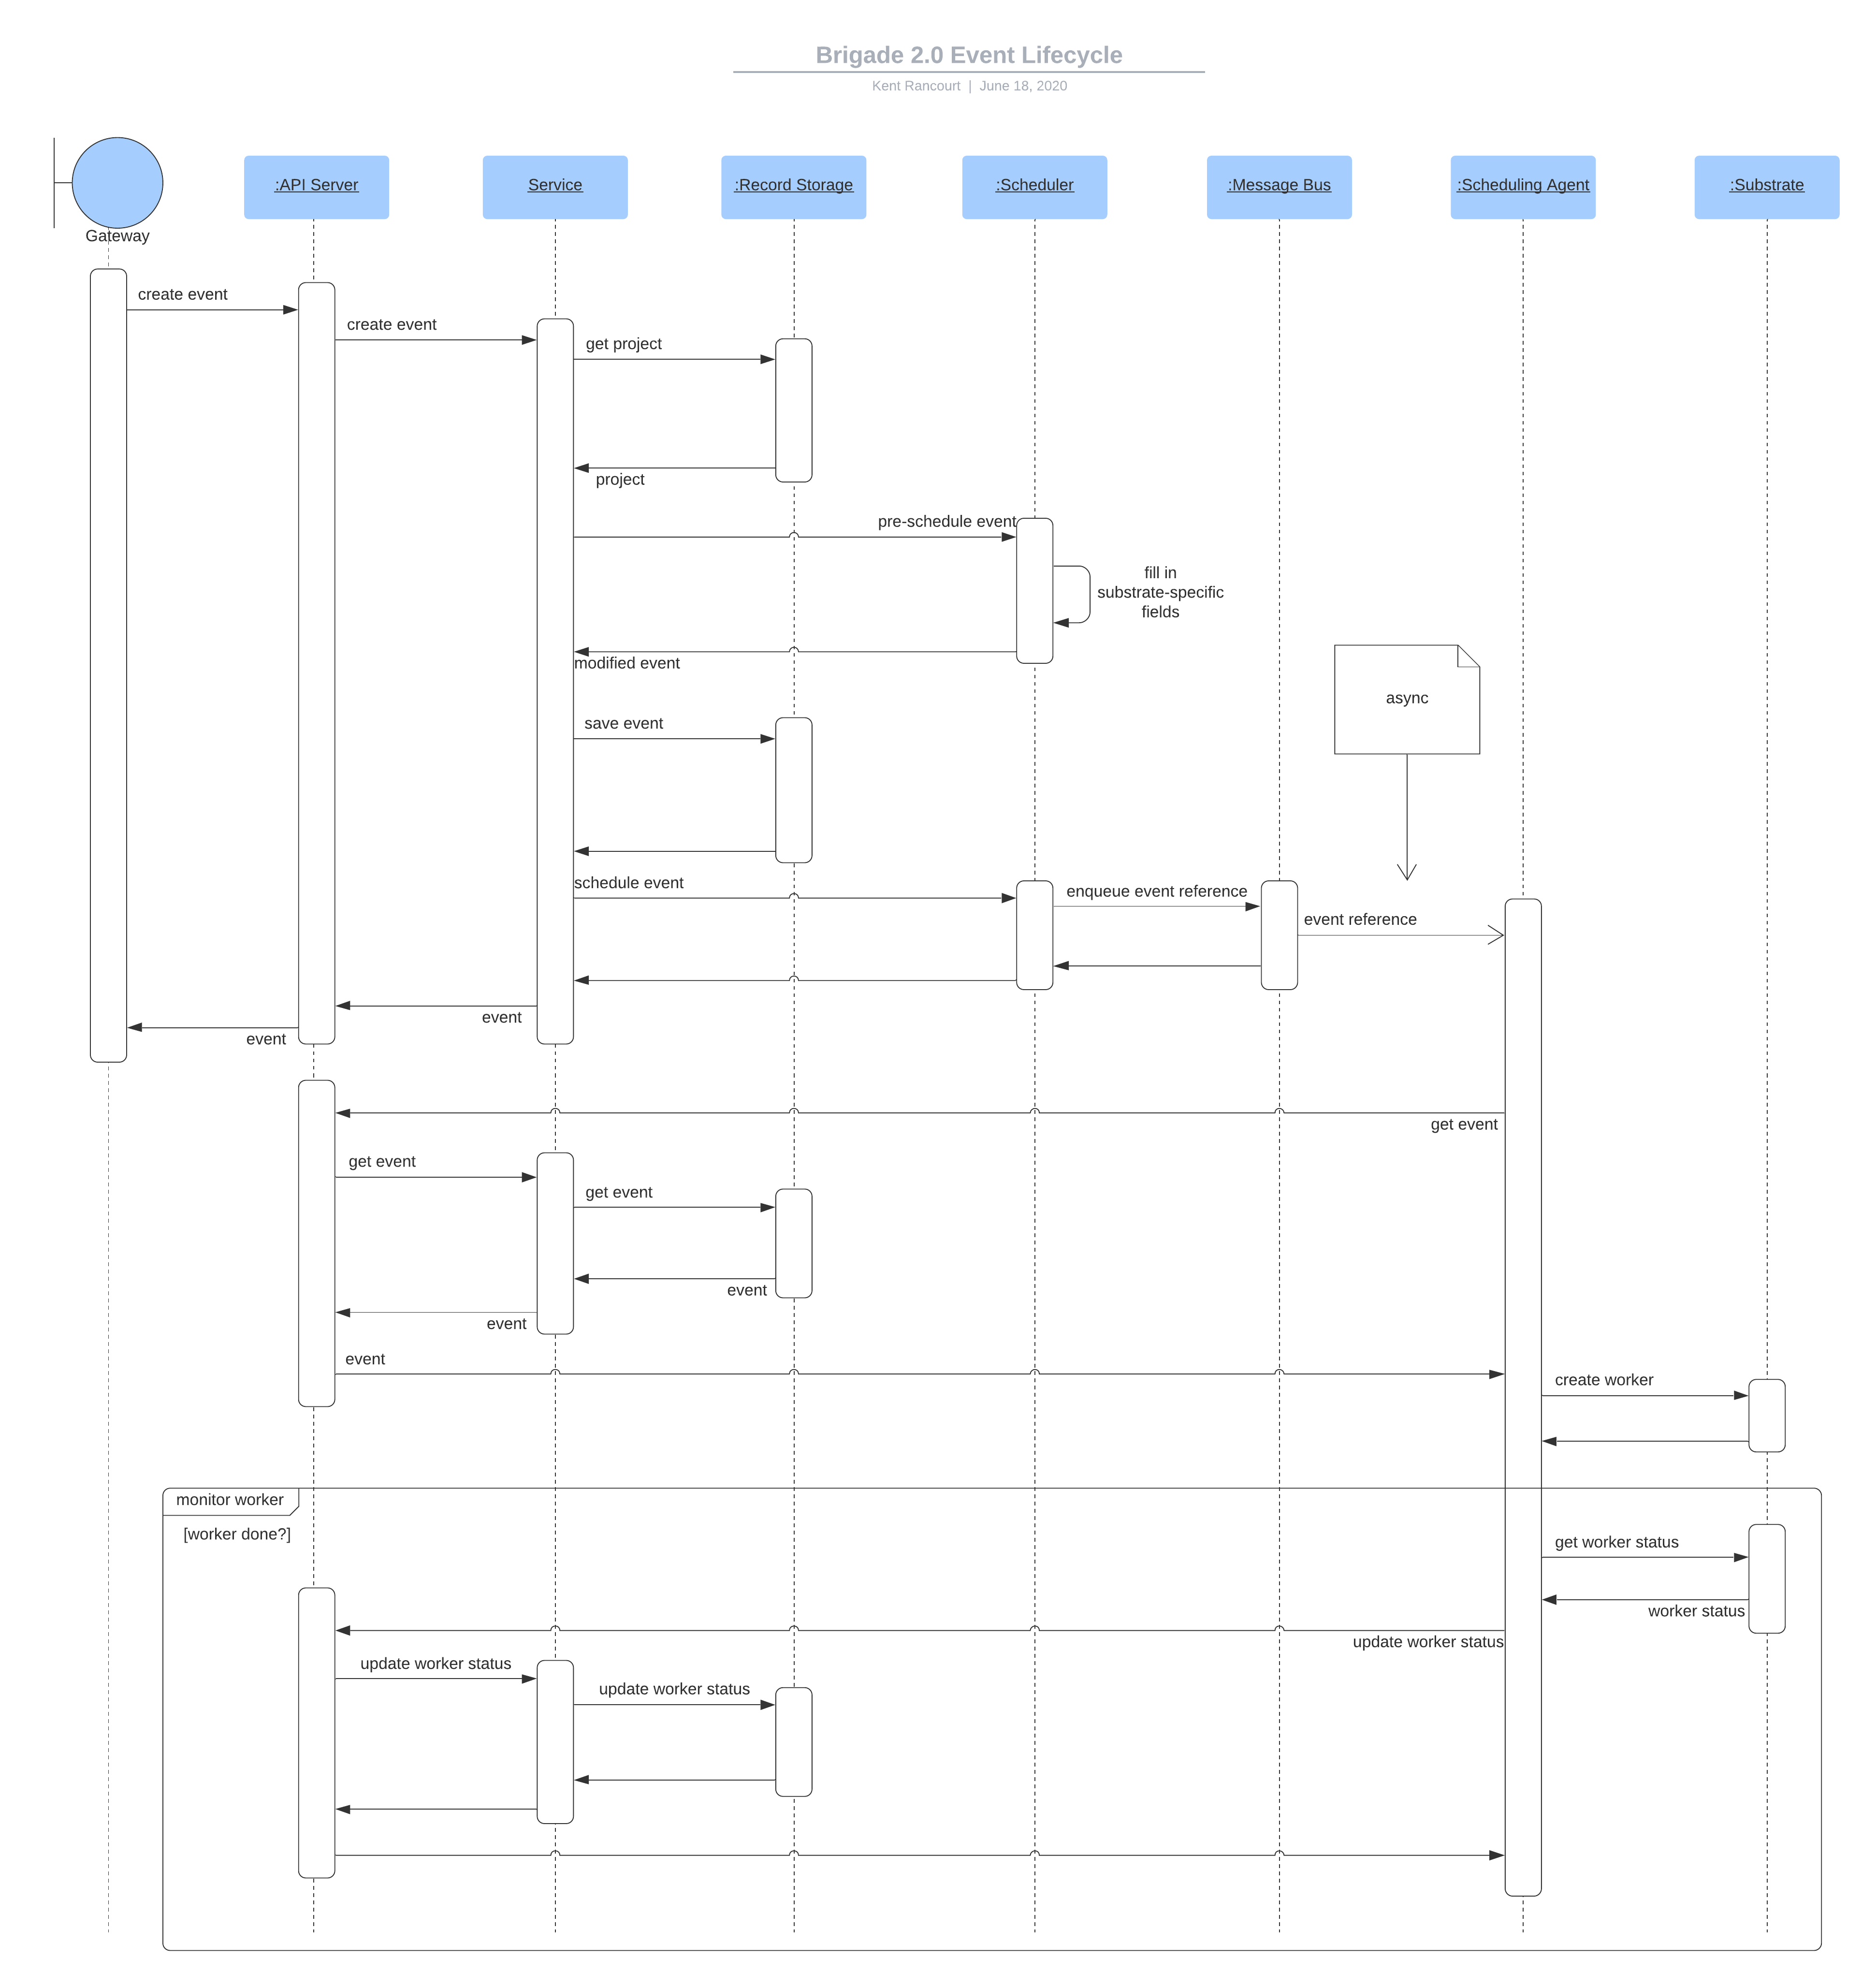 Brigade 2.0 Event Lifecycle
Kent Rancourt | June 18, 2020
Gateway
:API Server
Service
:Record Storage
:Scheduler
:Message Bus
:Scheduling Agent
:Substrate
create event
create event
get project
project
pre-schedule event
fill in
substrate-specific
fields
modified event
async
save event
schedule event
enqueue event reference
event reference
event
event
get event
get event
get event
event
event
event
create worker
monitor worker
[worker done?]
get worker status
worker status
update worker status
update worker status
update worker status